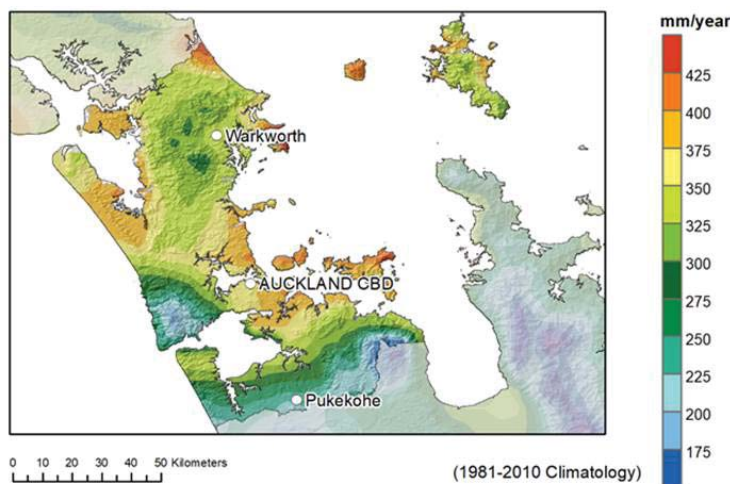 mm/year
425
400
375
350
325
300
275
250
225
200
175
Warkworth
AUCKLAND CBD
Pukekohe
0 10 20 30 40 50 Kilometers
(1981-2010 Climatology)